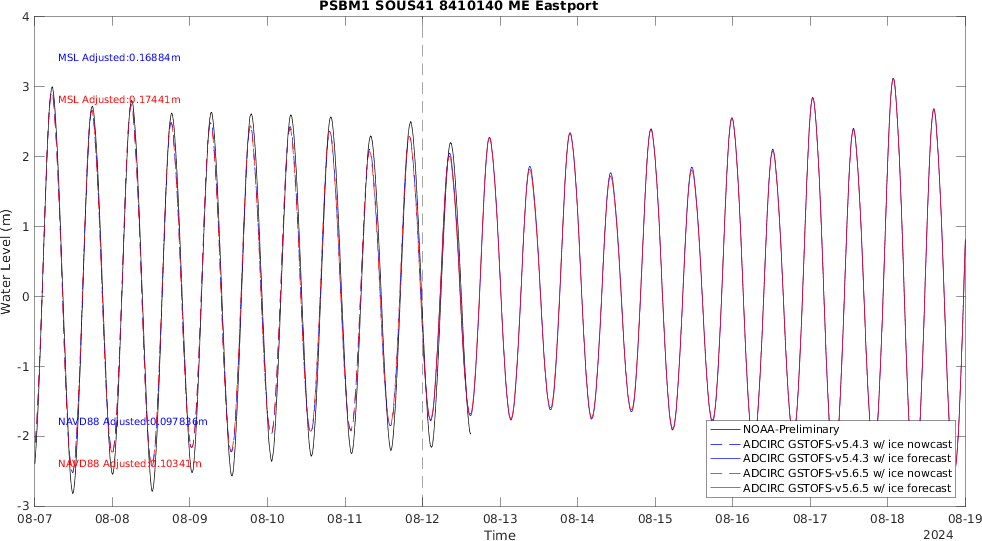 PSBM1 SOUS41 8410140 ME Eastport
4
3
2
1
0
-1
-2
-3
Water Level (m)
MSL Adjusted:0.16884m
MSL Adjusted:0.17441m
NAVD88 Adjusted:0.097836m
NAVD88 Adjusted:0.10341m
NOAA-Preliminary
ADCIRC GSTOFS-v5.4.3 w/ ice nowcast
ADCIRC GSTOFS-v5.4.3 w/ ice forecast
ADCIRC GSTOFS-v5.6.5 w/ ice nowcast
ADCIRC GSTOFS-v5.6.5 w/ ice forecast
08-07 08-08 08-09 08-10 08-11 08-12 08-13 08-14 08-15 08-16 08-17 08-18 08-19
Time
2024